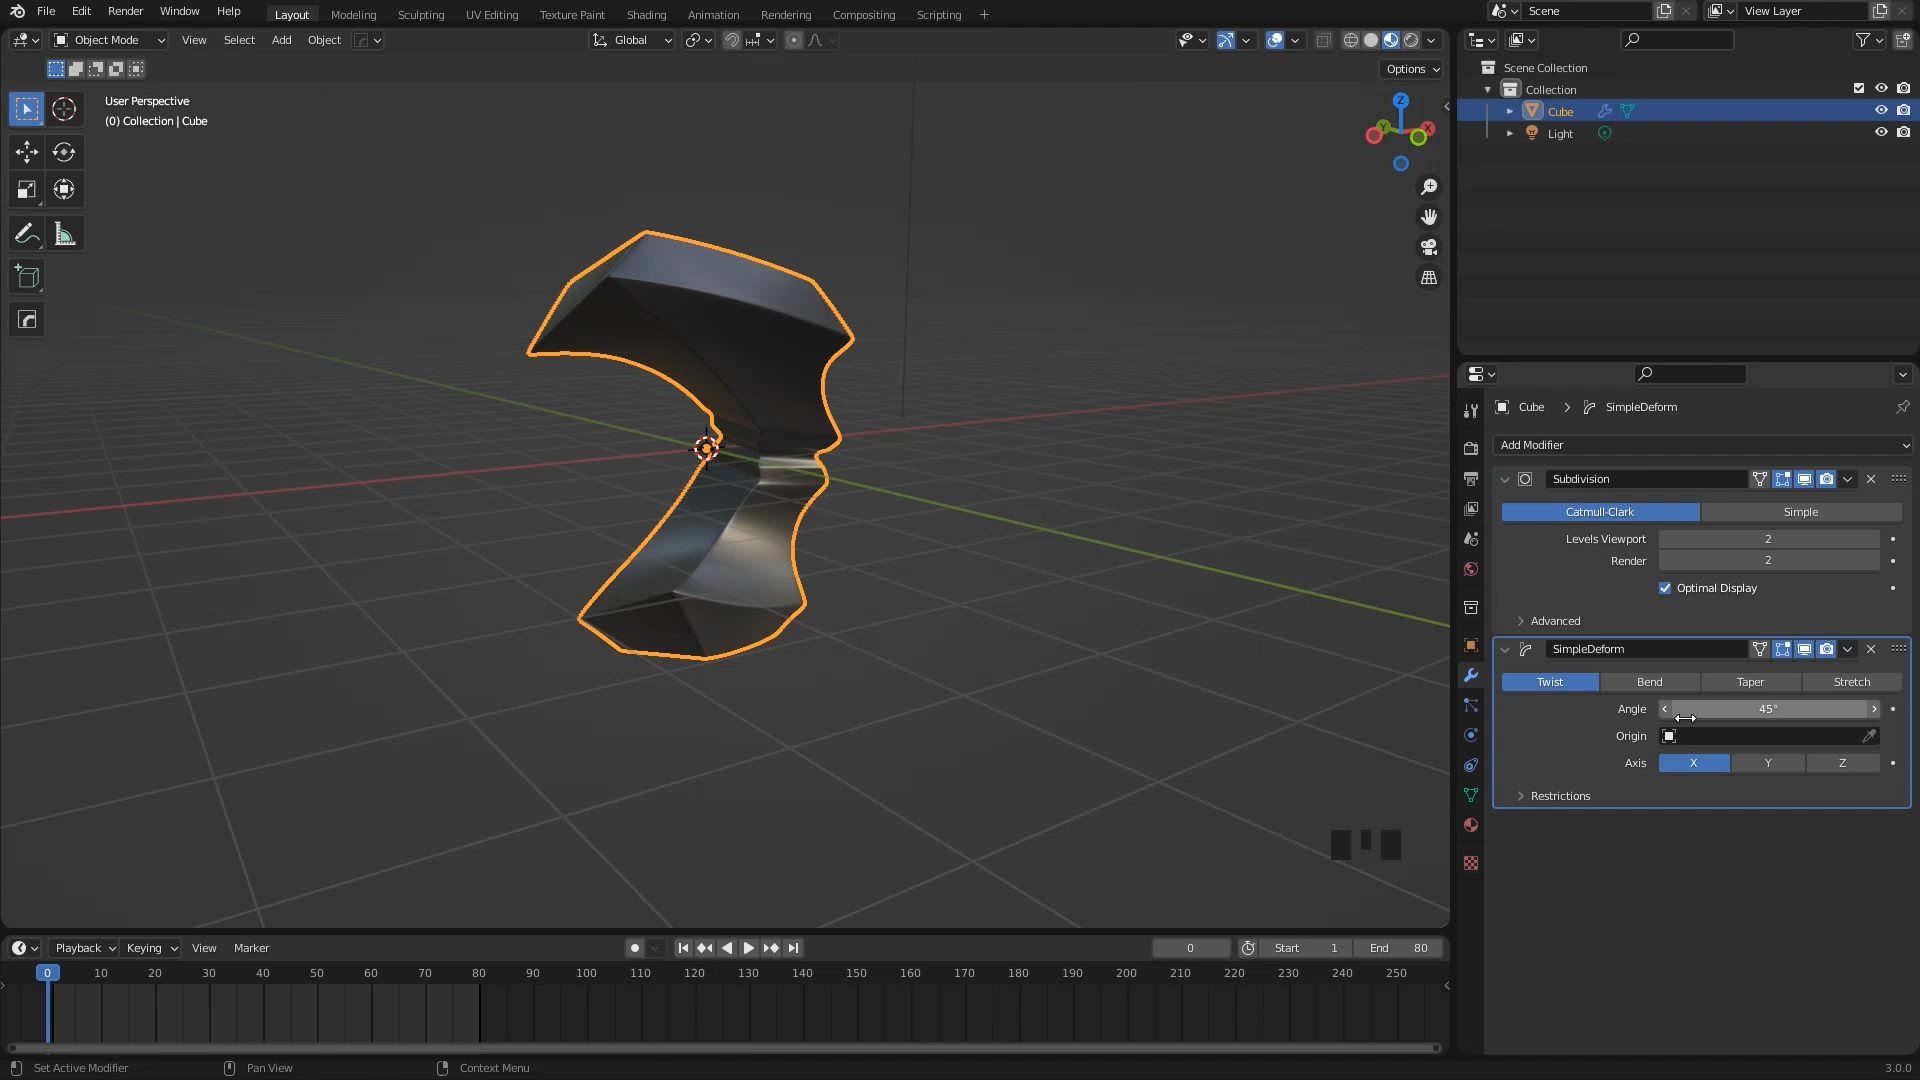 File Edit Render Window Help Layout Modeling Sculpting UV Editing Texture Paint Shading Animation Rendering Compositing Scripting + Scene View Layer
Object Mode View Select Add Object Global
Options
User Perspective
(0) Collection | Cube
Z
Y
X
Scene Collection
Collection
Cube
Light
Cube > SimpleDeform
Add Modifier
Subdivision
Catmull-Clark Simple
Levels Viewport 2
Render 2
Optimal Display
Advanced
SimpleDeform
Twist Bend Taper Stretch
Angle 45°
Origin
Axis X Y Z
Restrictions
Playback Keying View Marker 0 Start 1 End 80
0 10 20 30 40 50 60 70 80 90 100 110 120 130 140 150 160 170 180 190 200 210 220 230 240 250
Set Active Modifier Pan View Context Menu 3.0.0